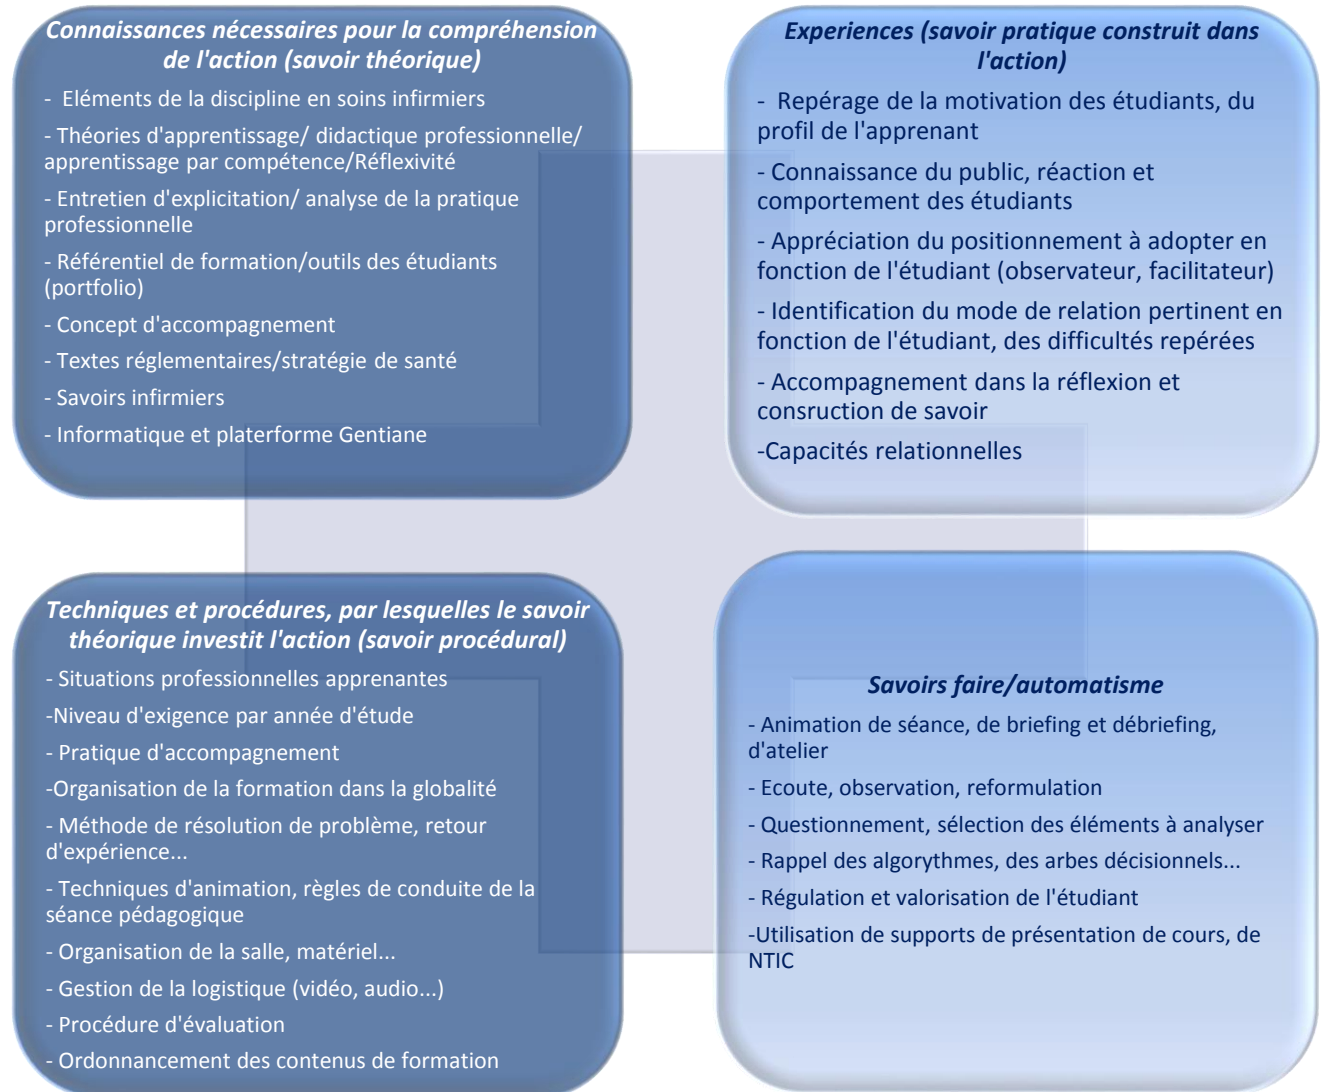 Connaissances nécessaires pour la compréhension
de l'action (savoir théorique)
- Eléments de la discipline en soins infirmiers
- Théories d'apprentissage/ didactique professionnelle/
apprentissage par compétence/Réflexivité
- Entretien d'explicitation/ analyse de la pratique
professionnelle
- Référentiel de formation/outils des étudiants
(portfolio)
- Concept d'accompagnement
- Textes réglementaires/stratégie de santé
- Savoirs infirmiers
- Informatique et platerforme Gentiane
Experiences (savoir pratique construit dans
l'action)
- Repérage de la motivation des étudiants, du
profil de l'apprenant
- Connaissance du public, réaction et
comportement des étudiants
- Appréciation du positionnement à adopter en
fonction de l'étudiant (observateur, facilitateur)
- Identification du mode de relation pertinent en
fonction de l'étudiant, des difficultés repérées
- Accompagnement dans la réflexion et
consruction de savoir
-Capacités relationnelles
Techniques et procédures, par lesquelles le savoir
théorique investit l'action (savoir procédural)
- Situations professionnelles apprenantes
-Niveau d'exigence par année d'étude
- Pratique d'accompagnement
-Organisation de la formation dans la globalité
- Méthode de résolution de problème, retour
d'expérience...
- Techniques d'animation, règles de conduite de la
séance pédagogique
- Organisation de la salle, matériel...
- Gestion de la logistique (vidéo, audio...)
- Procédure d'évaluation
- Ordonnancement des contenus de formation
Savoirs faire/automatisme
- Animation de séance, de briefing et débriefing,
d'atelier
- Ecoute, observation, reformulation
- Questionnement, sélection des éléments à analyser
- Rappel des algorythmes, des arbes décisionnels...
- Régulation et valorisation de l'étudiant
-Utilisation de supports de présentation de cours, de
NTIC